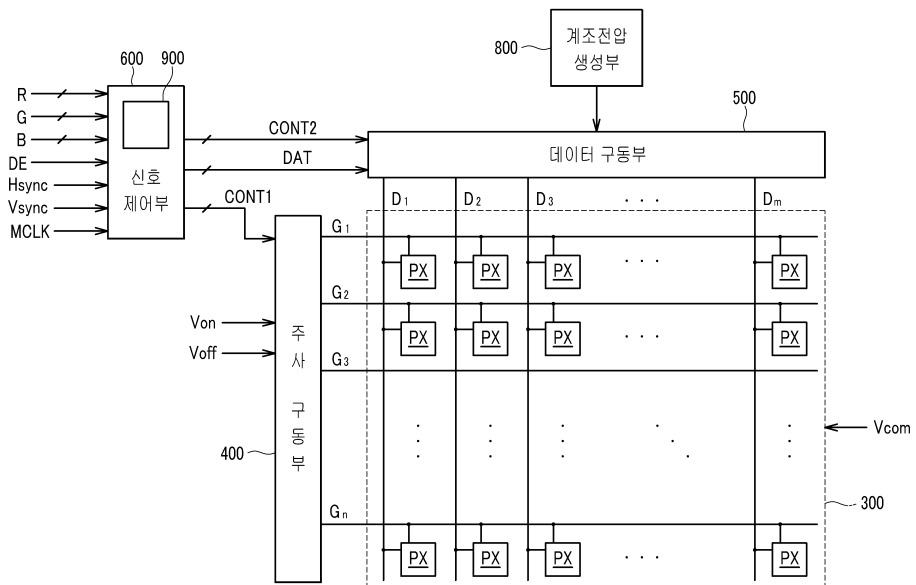 800
계조전압
생성부
600
900
R
G
B
DE
Hsync
Vsync
MCLK
신호
제어부
CONT2
DAT
CONT1
500
데이터 구동부
D1 D2 D3 . . . Dm
G1
PX PX PX . . . PX
G2
PX PX PX . . . PX
G3
Von
Voff
주사 구동부
400
Vcom
300
Gn
PX PX PX . . . PX